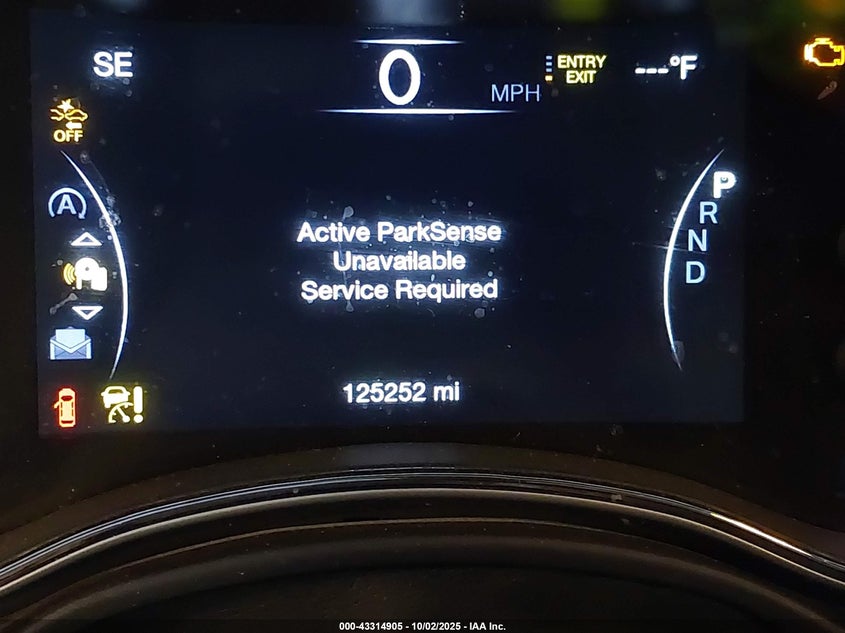 SE
0
MPH
ENTRY
EXIT
---°F
OFF
A
P
R
N
D
Active ParkSense
Unavailable
Service Required
P
125252 mi
000-43314905 - 10/02/2025 - IAA Inc.